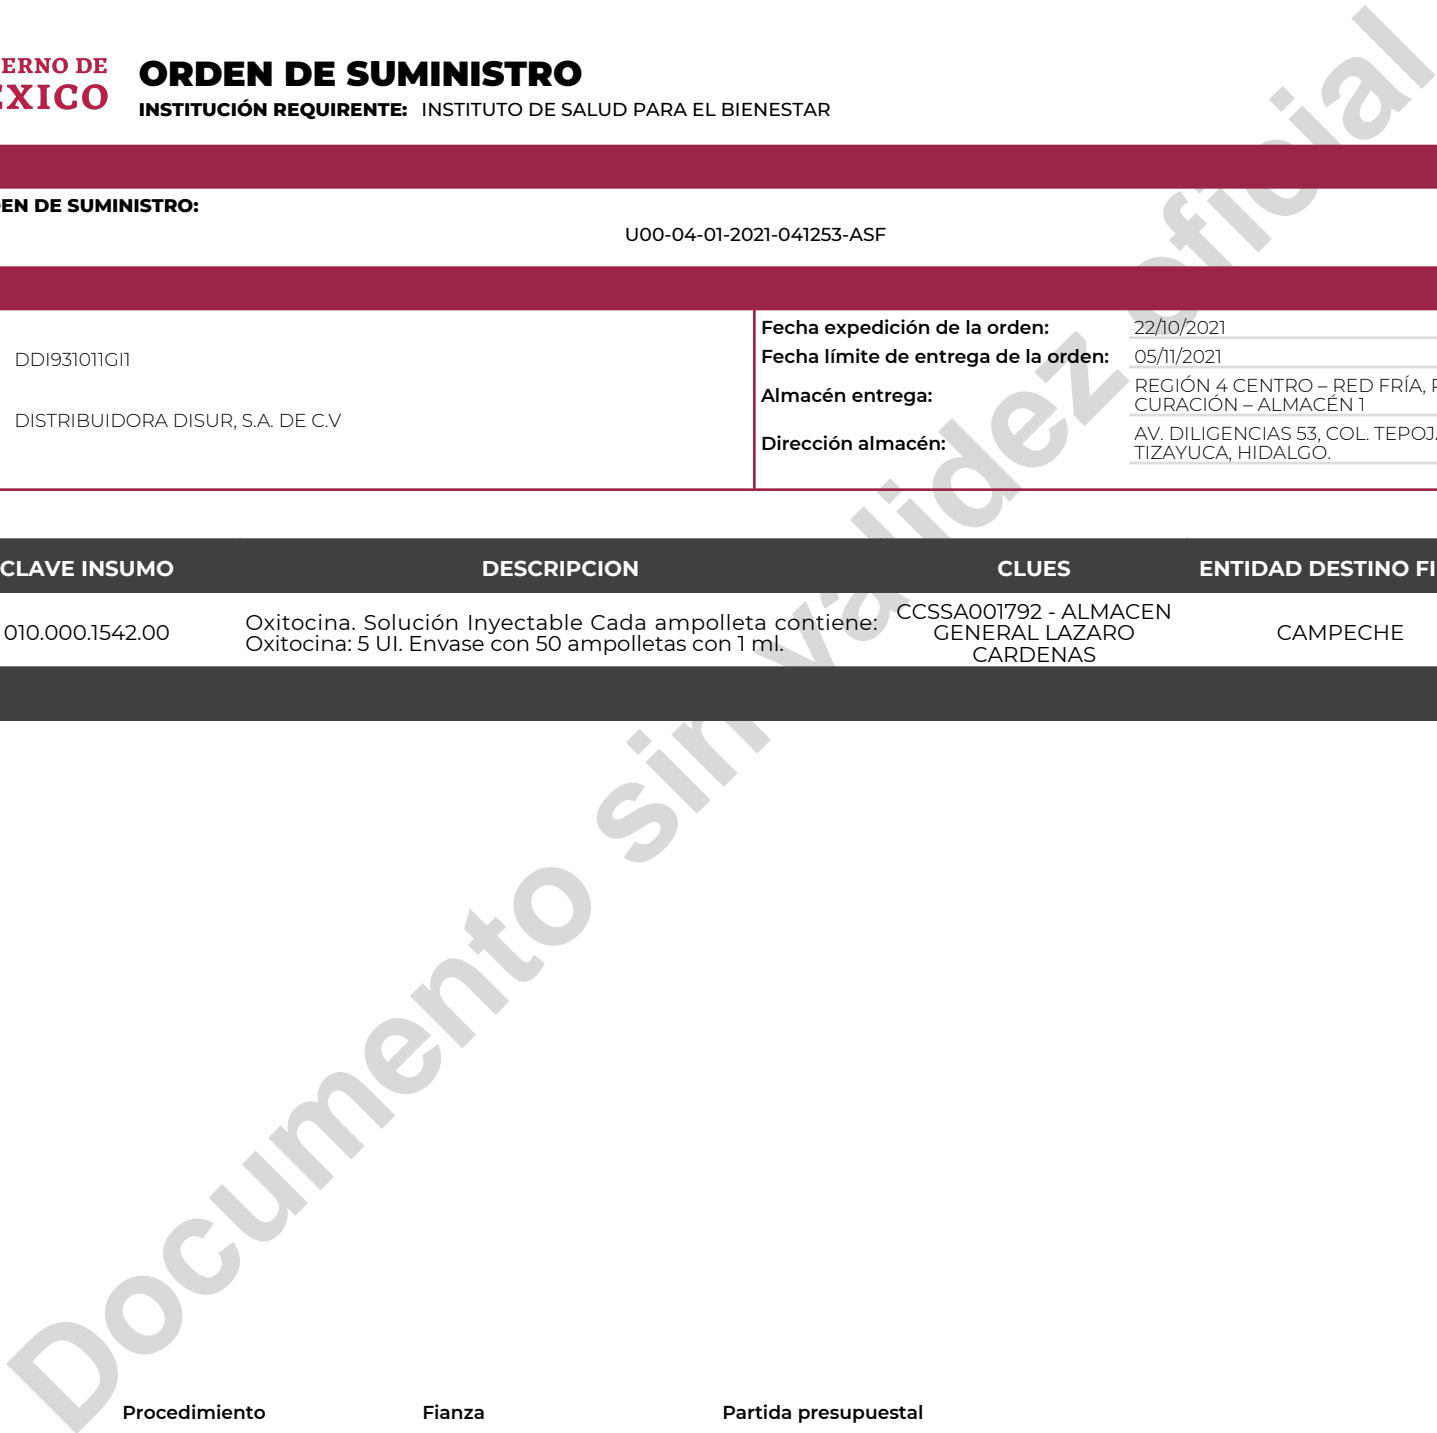 ERNO DE
EXICO
ORDEN DE SUMINISTRO
INSTITUCIÓN REQUIRENTE: INSTITUTO DE SALUD PARA EL BIENESTAR
EN DE SUMINISTRO:
U00-04-01-2021-041253-ASF
DDI931011GI1
DISTRIBUIDORA DISUR, S.A. DE C.V
Fecha expedición de la orden: 22/10/2021
Fecha límite de entrega de la orden: 05/11/2021
Almacén entrega: REGIÓN 4 CENTRO – RED FRÍA,
CURACIÓN – ALMACÉN 1
Dirección almacén: AV. DILIGENCIAS 53, COL. TEPOJ
TIZAYUCA, HIDALGO.
CLAVE INSUMO DESCRIPCION CLUES ENTIDAD DESTINO FI
010.000.1542.00
Oxitocina. Solución Inyectable Cada ampolleta contiene:
Oxitocina: 5 UI. Envase con 50 ampolletas con 1 ml.
CCSSA001792 - ALMACEN
GENERAL LAZARO
CARDENAS
CAMPECHE
Documento sin validez oficial
Procedimiento Fianza Partida presupuestal